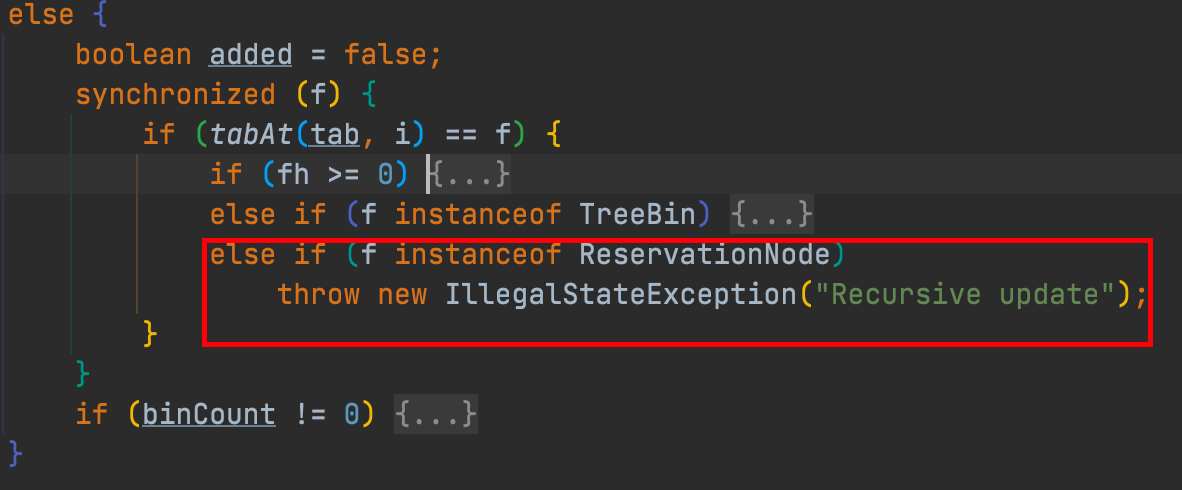 else {
boolean added = false;
synchronized (f) {
if (tabAt(tab, i) == f) {
if (fh >= 0) {...}
else if (f instanceof TreeBin) {...}
else if (f instanceof ReservationNode)
throw new IllegalStateException("Recursive update");
}
}
if (binCount != 0) {...}
}